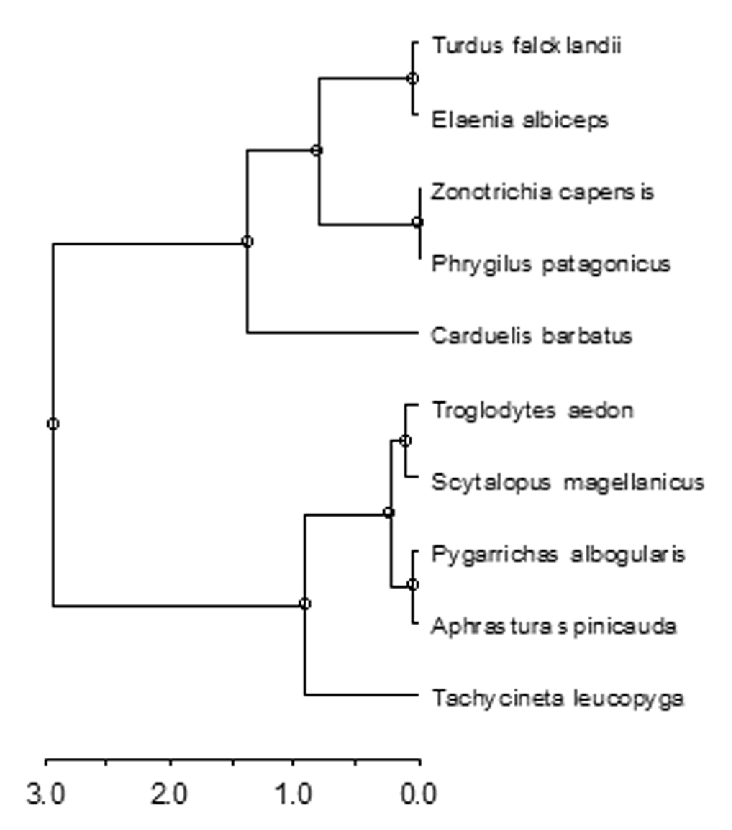 Turdus falcklandii
Elaenia albiceps
Zonotrichia capensis
Phrygilus patagonicus
Carduelis barbatus
Troglodytes aedon
Scytalopus magellanicus
Pygarrichas albogularis
Aphrastura spinicauda
Tachycineta leucopyga
3.0 2.0 1.0 0.0